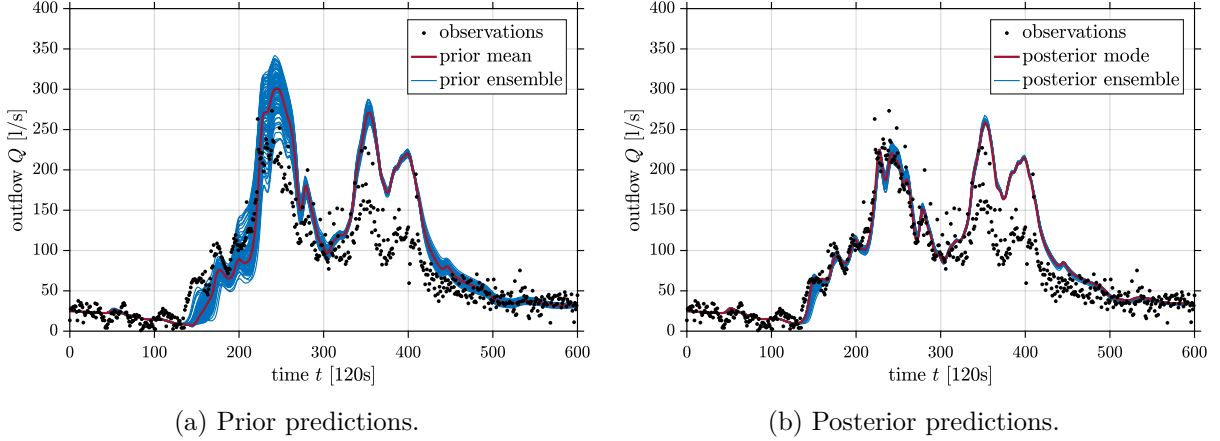 400
350
300
250
200
150
100
50
0
outflow Q [l/s]
observations
prior mean
prior ensemble
0 100 200 300 400 500 600
time t [120s]
(a) Prior predictions.
400
350
300
250
200
150
100
50
0
outflow Q [l/s]
observations
posterior mode
posterior ensemble
0 100 200 300 400 500 600
time t [120s]
(b) Posterior predictions.